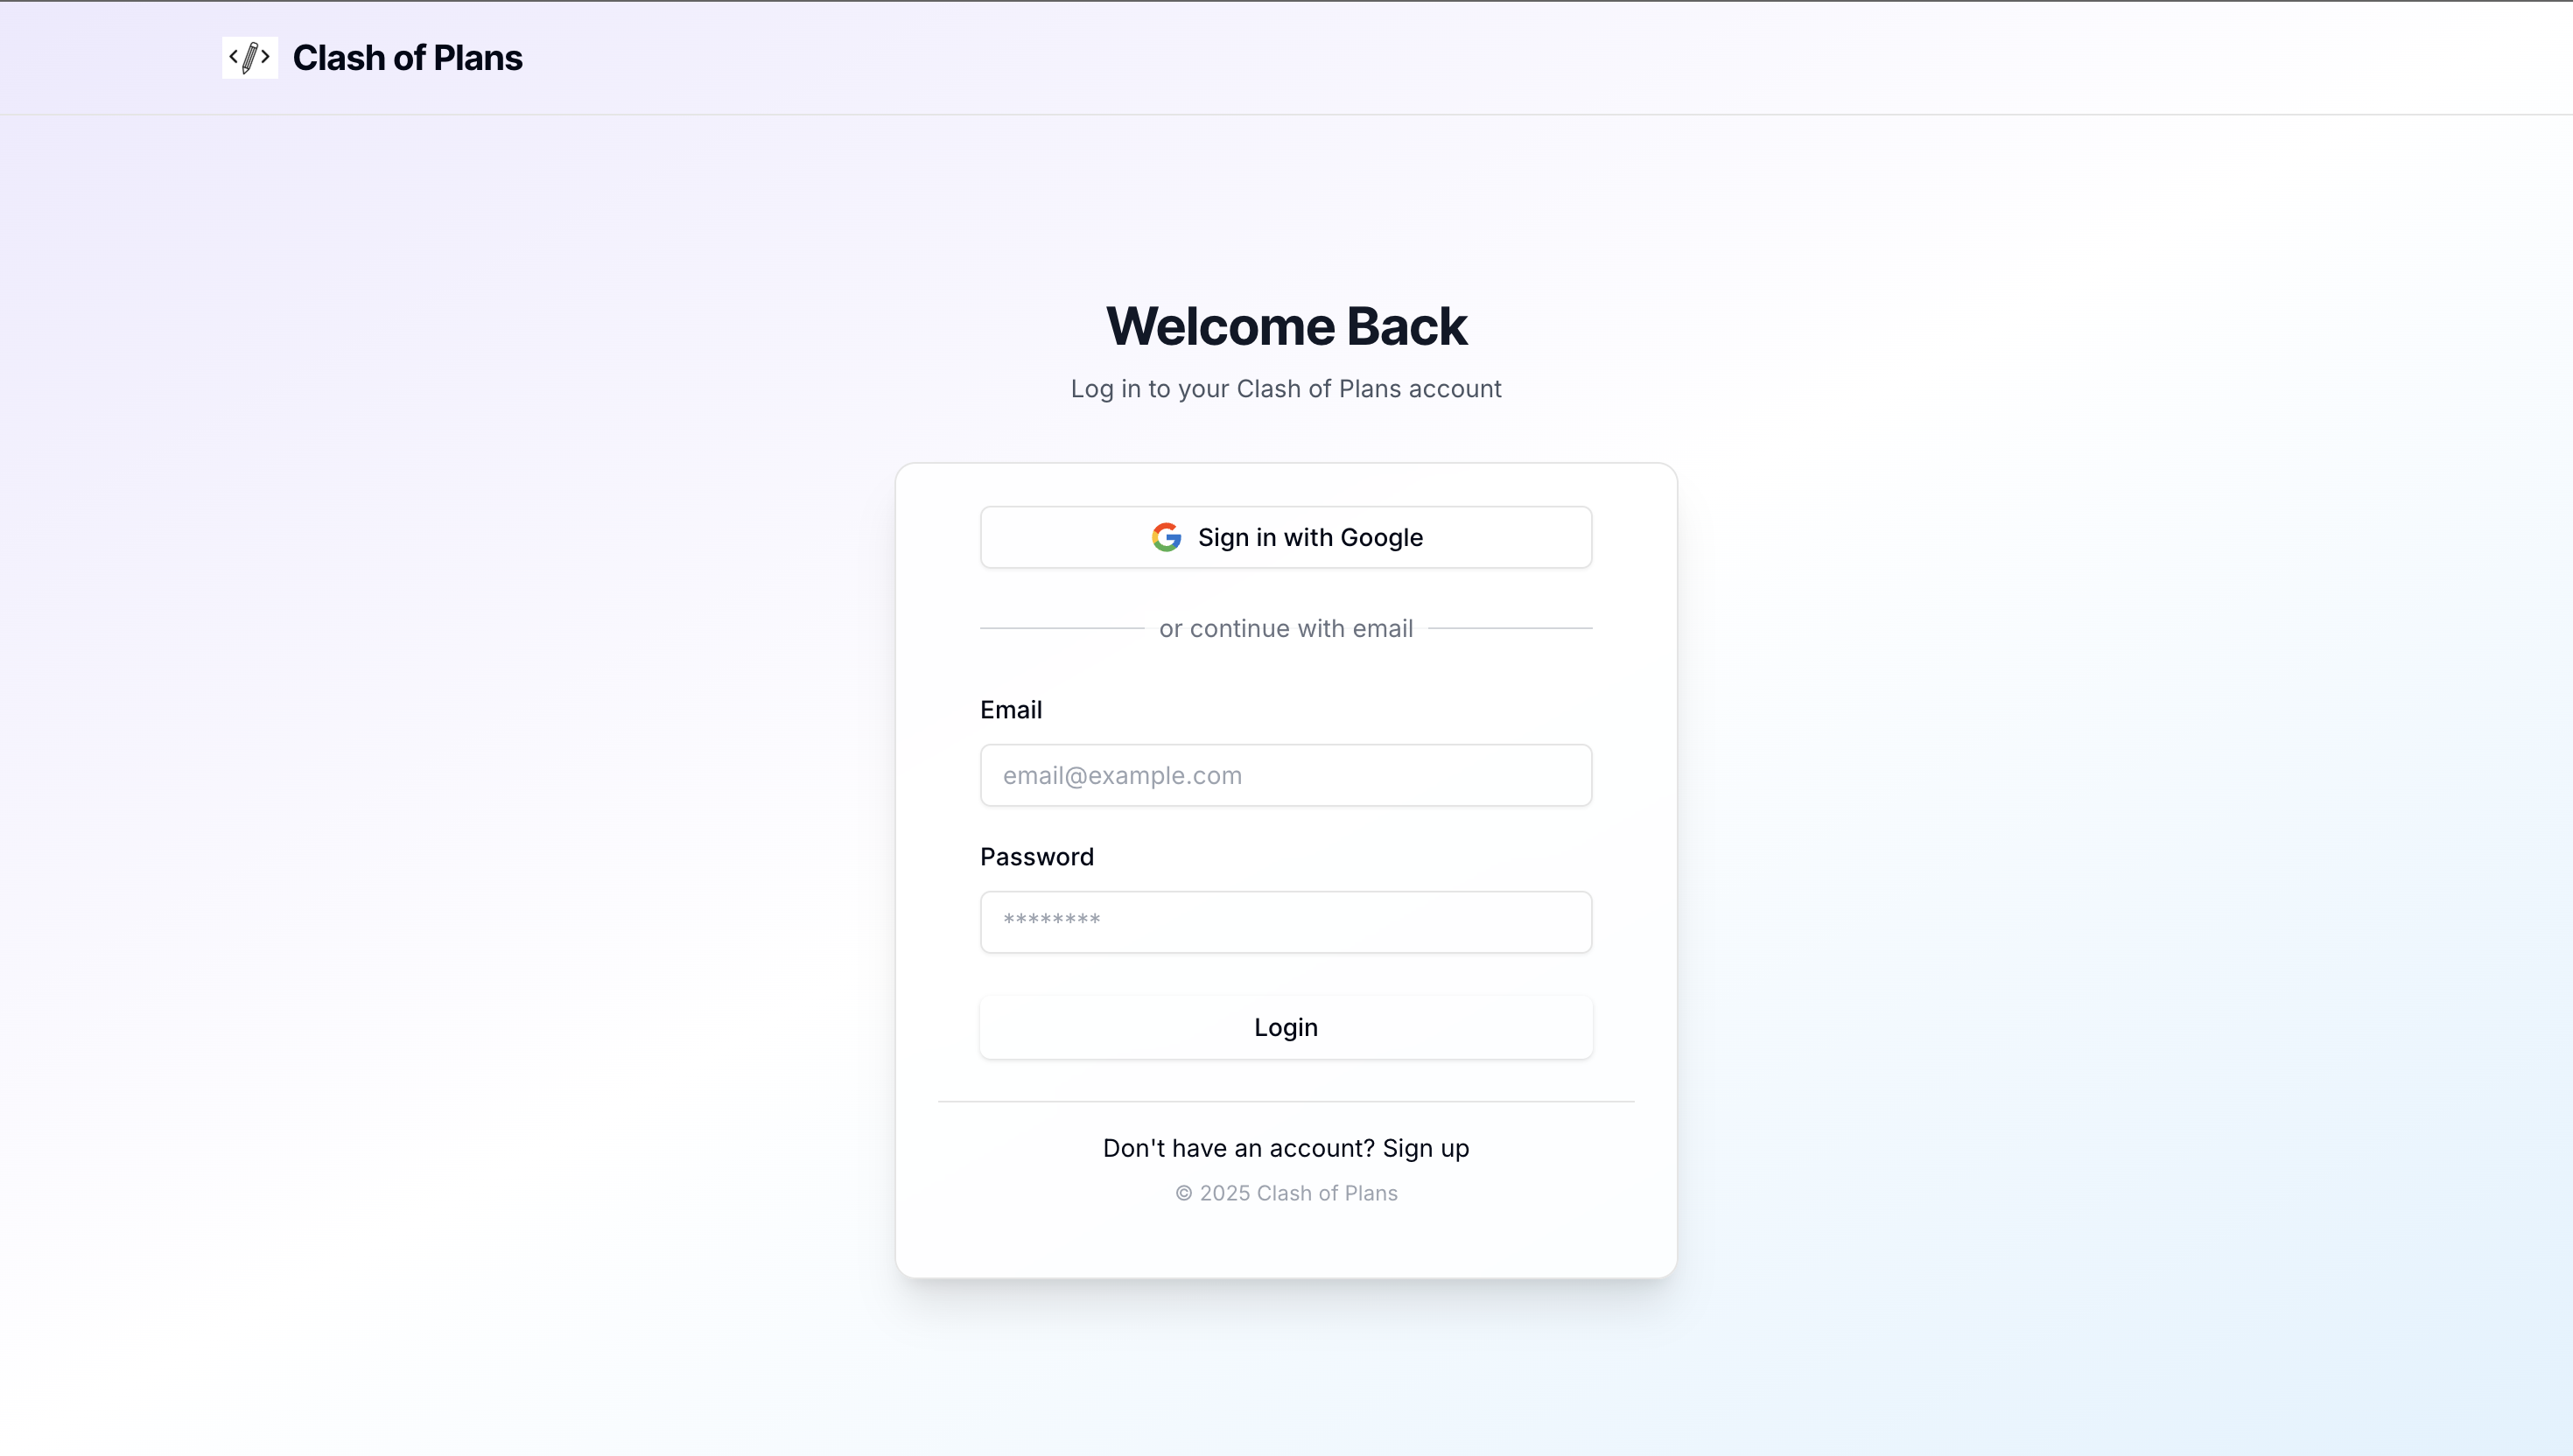 Clash of Plans
Welcome Back
Log in to your Clash of Plans account
Sign in with Google
or continue with email
Email
email@example.com
Password
********
Login
Don't have an account? Sign up
© 2025 Clash of Plans